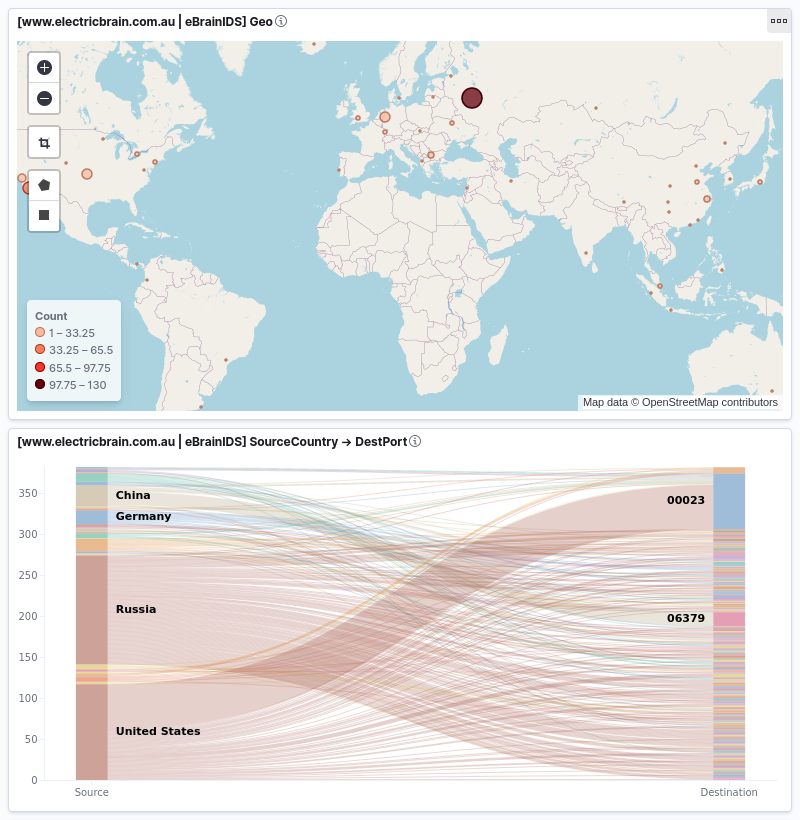 [www.electricbrain.com.au | eBrainIDS] Geo
Count
1 – 33.25
33.25 – 65.5
65.5 – 97.75
97.75 – 130
Map data © OpenStreetMap contributors
[www.electricbrain.com.au | eBrainIDS] SourceCountry → DestPort
350
300
250
200
150
100
50
0
China
Germany
Russia
United States
00023
06379
Source
Destination